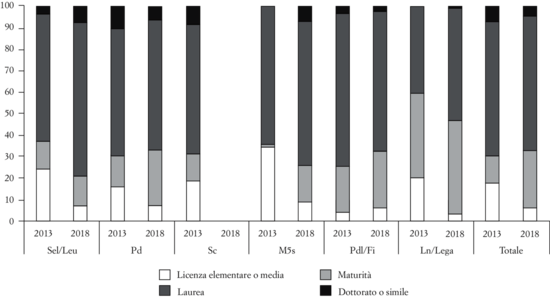 100
90
80
70
60
50
40
30
20
10
0
2013 2018 2013 2018 2013 2018 2013 2018 2013 2018 2013 2018 2013 2018
Sel/Leu Pd Sc M5s Pdl/Fi Ln/Lega Totale
Licenza elementare o media Maturità
Laurea Dottorato o simile